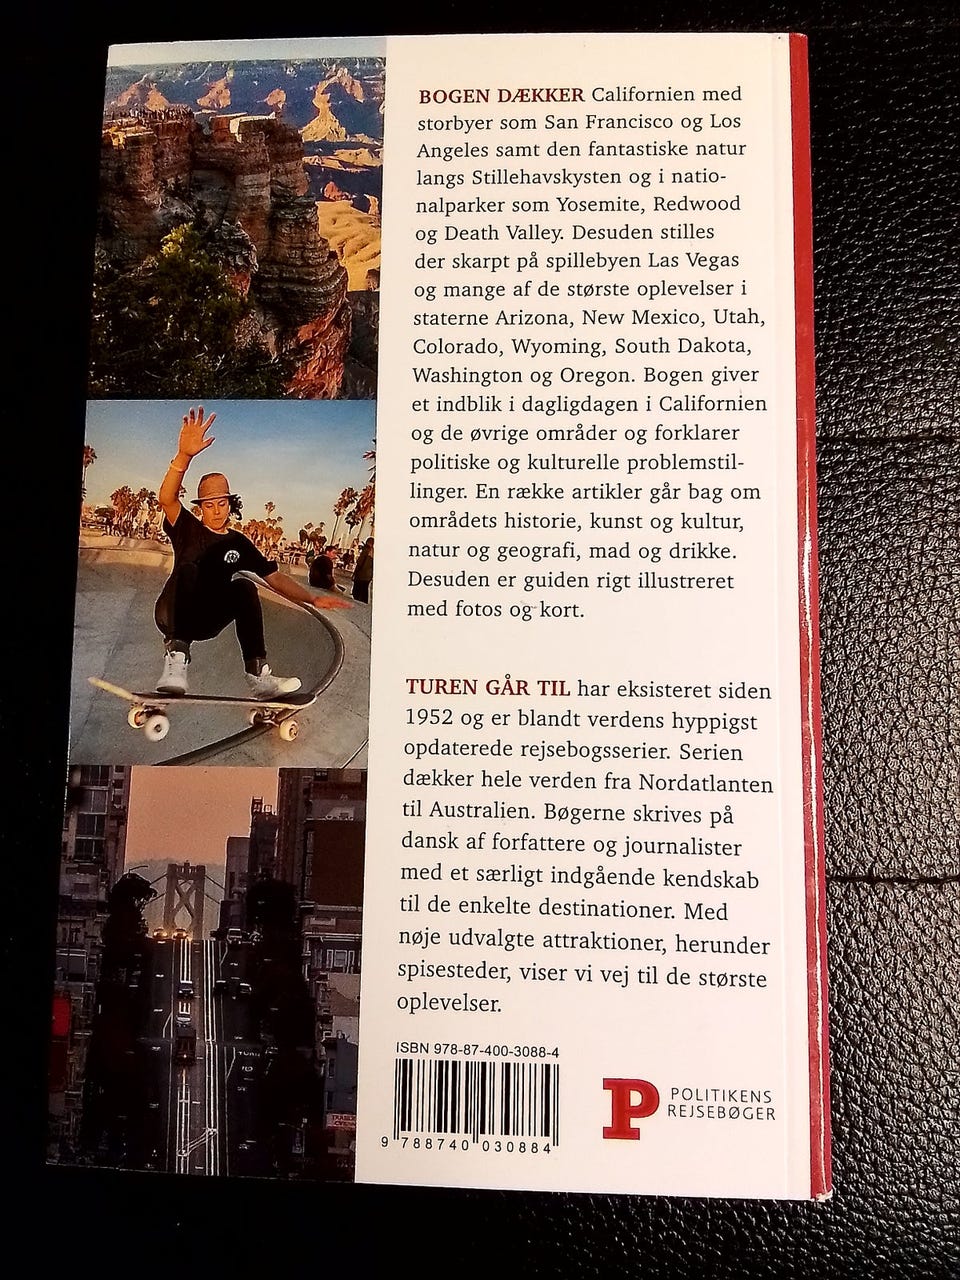 BOGEN DÆKKER Californien med
storbyer som San Francisco og Los
Angeles samt den fantastiske natur
langs Stillehavskysten og i natio-
nalparker som Yosemite, Redwood
og Death Valley. Desuden stilles
der skarpt på spillebyen Las Vegas
og mange af de største oplevelser i
staterne Arizona, New Mexico, Utah,
Colorado, Wyoming, South Dakota,
Washington og Oregon. Bogen giver
et indblik i dagligdagen i Californien
og de øvrige områder og forklarer
politiske og kulturelle problemstil-
linger. En række artikler går bag om
områdets historie, kunst og kultur,
natur og geografi, mad og drikke.
Desuden er guiden rigt illustreret
med fotos og kort.
TUREN GÅR TIL har eksisteret siden
1952 og er blandt verdens hyppigst
opdaterede rejsebogsserier. Serien
dækker hele verden fra Nordatlanten
til Australien. Bøgerne skrives på
dansk af forfattere og journalister
med et særligt indgående kendskab
til de enkelte destinationer. Med
nøje udvalgte attraktioner, herunder
spisesteder, viser vi vej til de største
oplevelser.
ISBN 978-87-400-3088-4
9 788740 030884
P
POLITIKENS
REJSEBØGER